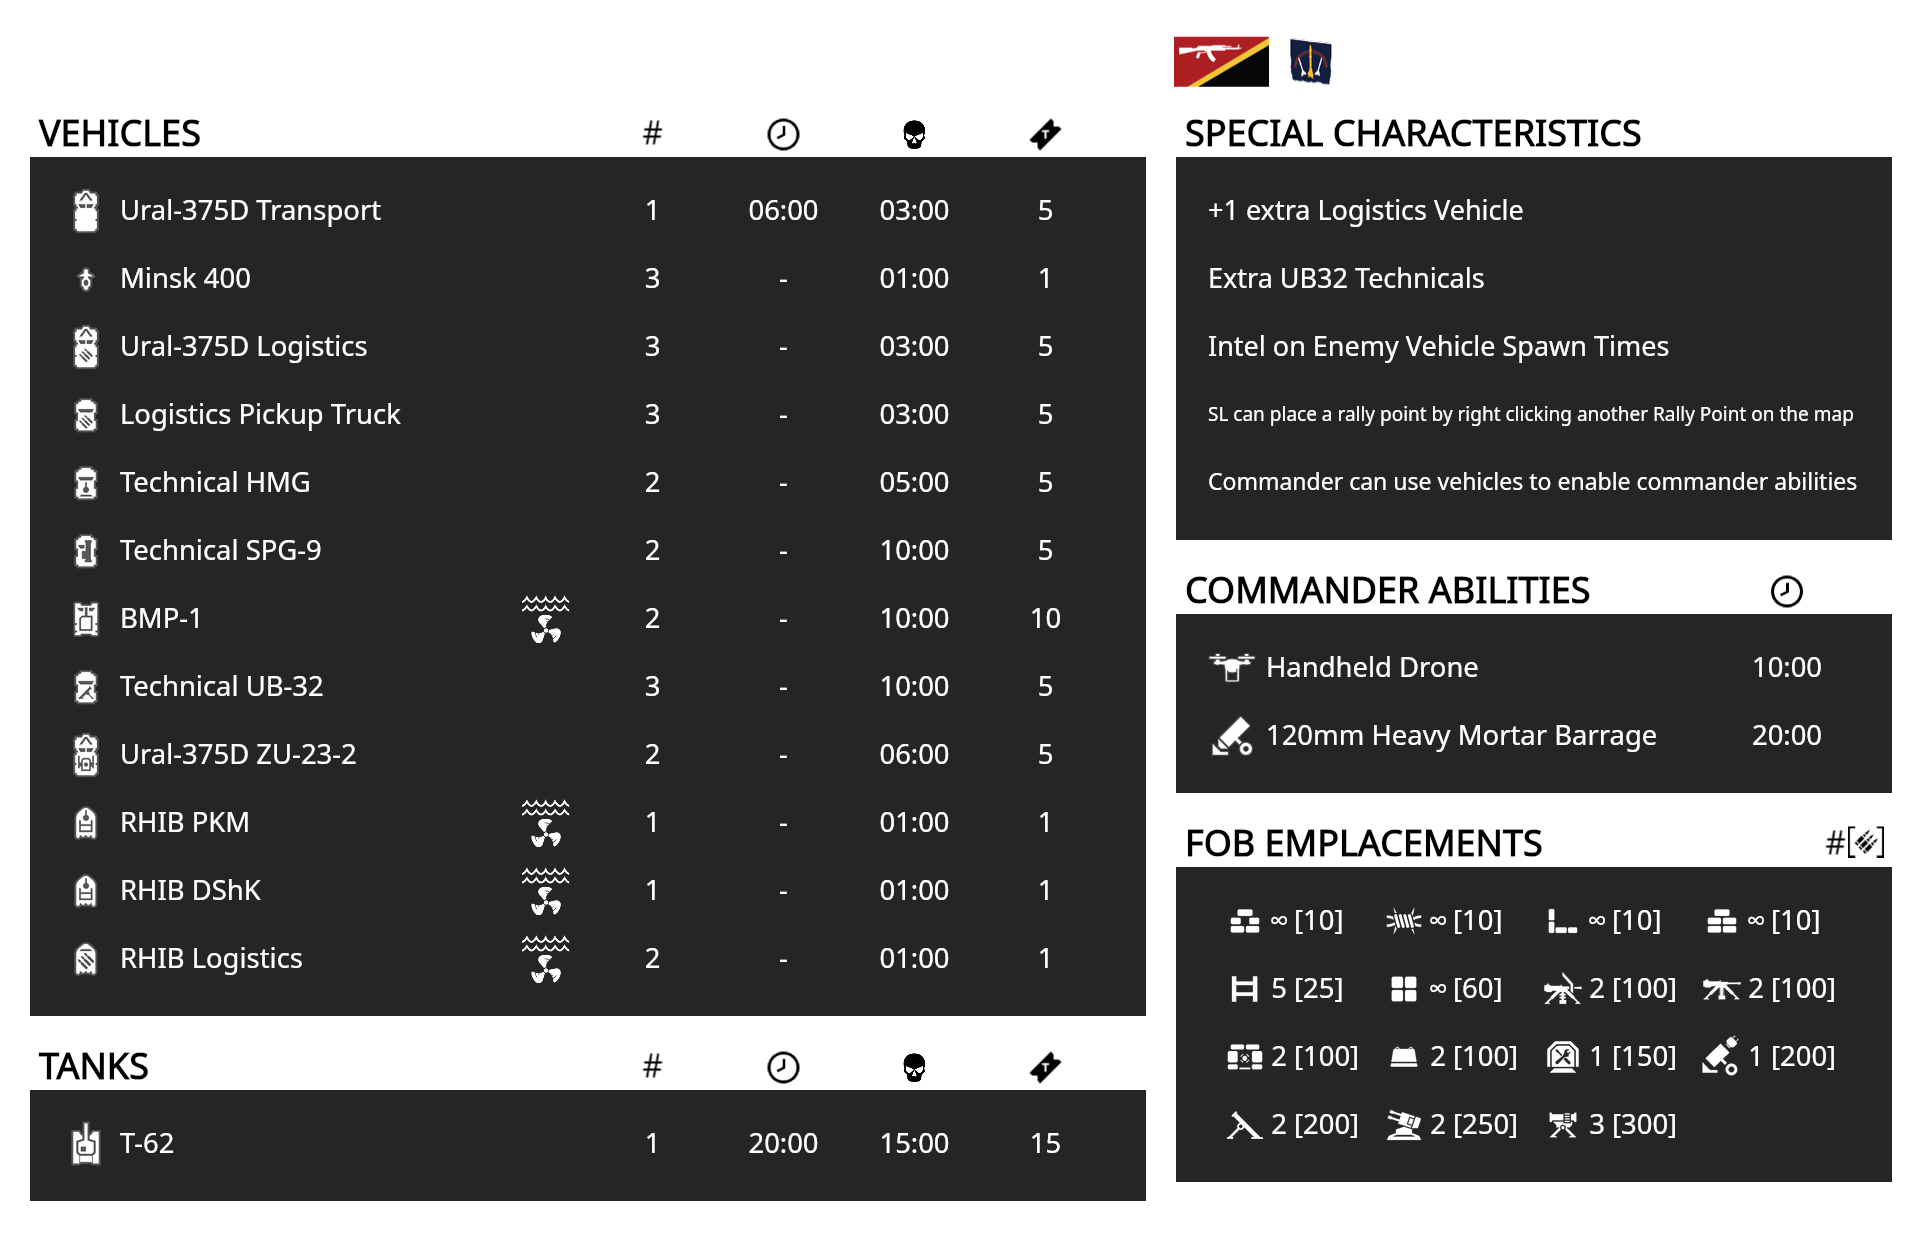 VEHICLES #
Ural-375D Transport 1 06:00 03:00 5
Minsk 400 3 - 01:00 1
Ural-375D Logistics 3 - 03:00 5
Logistics Pickup Truck 3 - 03:00 5
Technical HMG 2 - 05:00 5
Technical SPG-9 2 - 10:00 5
BMP-1 2 - 10:00 10
Technical UB-32 3 - 10:00 5
Ural-375D ZU-23-2 2 - 06:00 5
RHIB PKM 1 - 01:00 1
RHIB DShK 1 - 01:00 1
RHIB Logistics 2 - 01:00 1
TANKS #
T-62 1 20:00 15:00 15
SPECIAL CHARACTERISTICS
+1 extra Logistics Vehicle
Extra UB32 Technicals
Intel on Enemy Vehicle Spawn Times
SL can place a rally point by right clicking another Rally Point on the map
Commander can use vehicles to enable commander abilities
COMMANDER ABILITIES
Handheld Drone 10:00
120mm Heavy Mortar Barrage 20:00
FOB EMPLACEMENTS #[]
∞ [10] ∞ [10] ∞ [10] ∞ [10]
5 [25] ∞ [60] 2 [100] 2 [100]
2 [100] 2 [100] 1 [150] 1 [200]
2 [200] 2 [250] 3 [300]